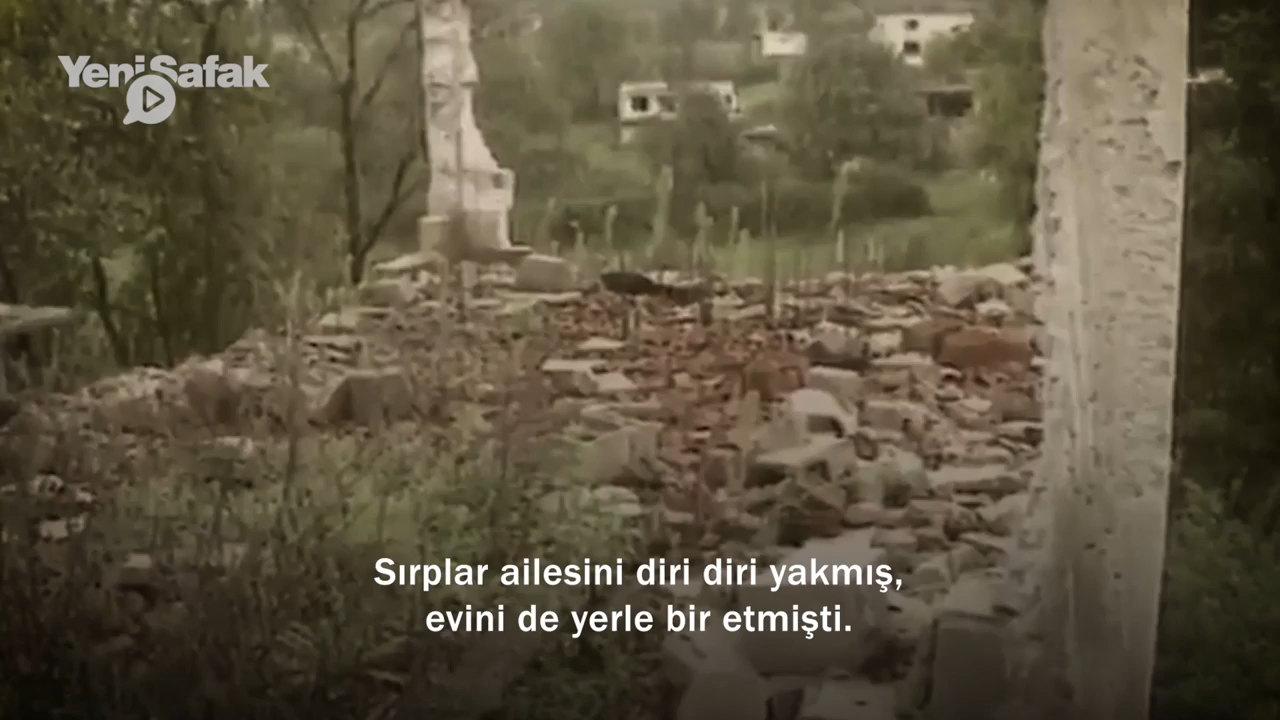 YeniSafak
Sırplar ailesini diri diri yakmış,
evini de yerle bir etmişti.